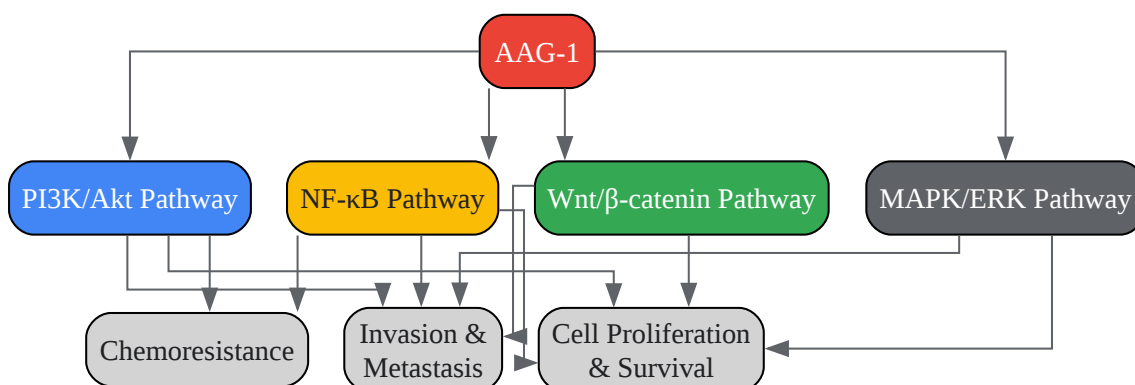 AAG-1
PI3K/Akt Pathway
NF-κB Pathway
Wnt/β-catenin Pathway
MAPK/ERK Pathway
Chemoresistance
Invasion &
Metastasis
Cell Proliferation
& Survival